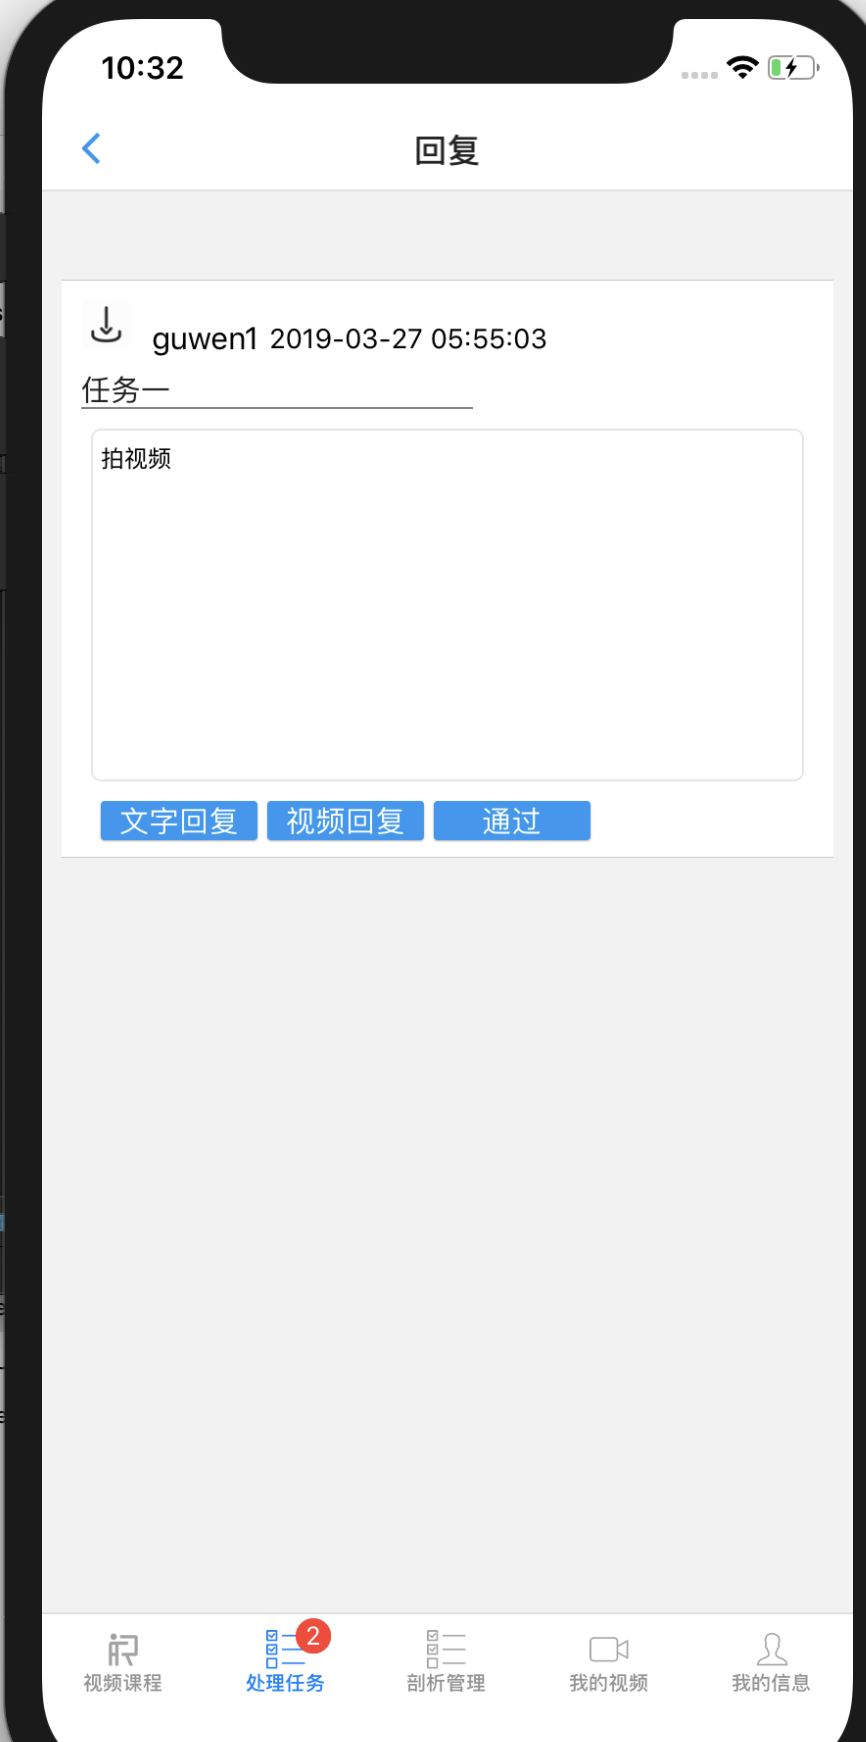 10:32
回复
guwen1 2019-03-27 05:55:03
任务一
拍视频
文字回复 视频回复 通过
2
视频课程 处理任务 剖析管理 我的视频 我的信息